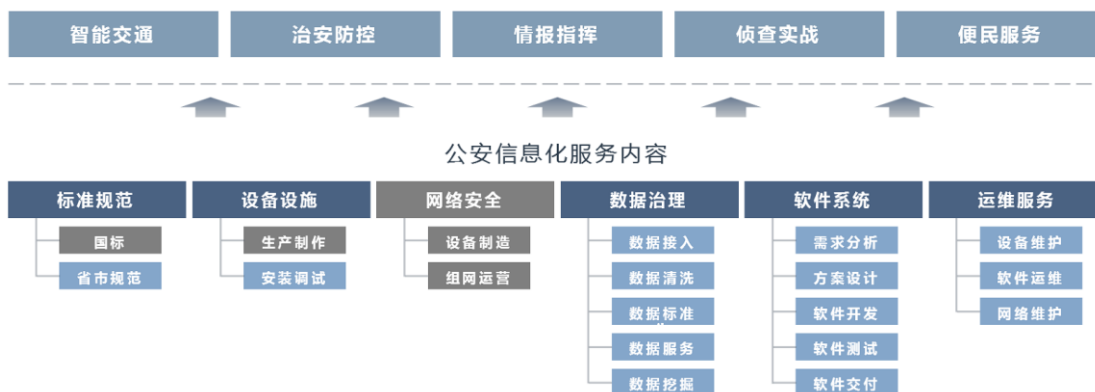 智能交通
治安防控
情报指挥
侦查实战
便民服务
公安信息化服务内容
标准规范
国标
省市规范
设备设施
生产制作
安装调试
网络安全
设备制造
组网运营
数据治理
数据接入
数据清洗
数据标准
数据服务
数据挖掘
软件系统
需求分析
方案设计
软件开发
软件测试
软件交付
运维服务
设备维护
软件运维
网络维护